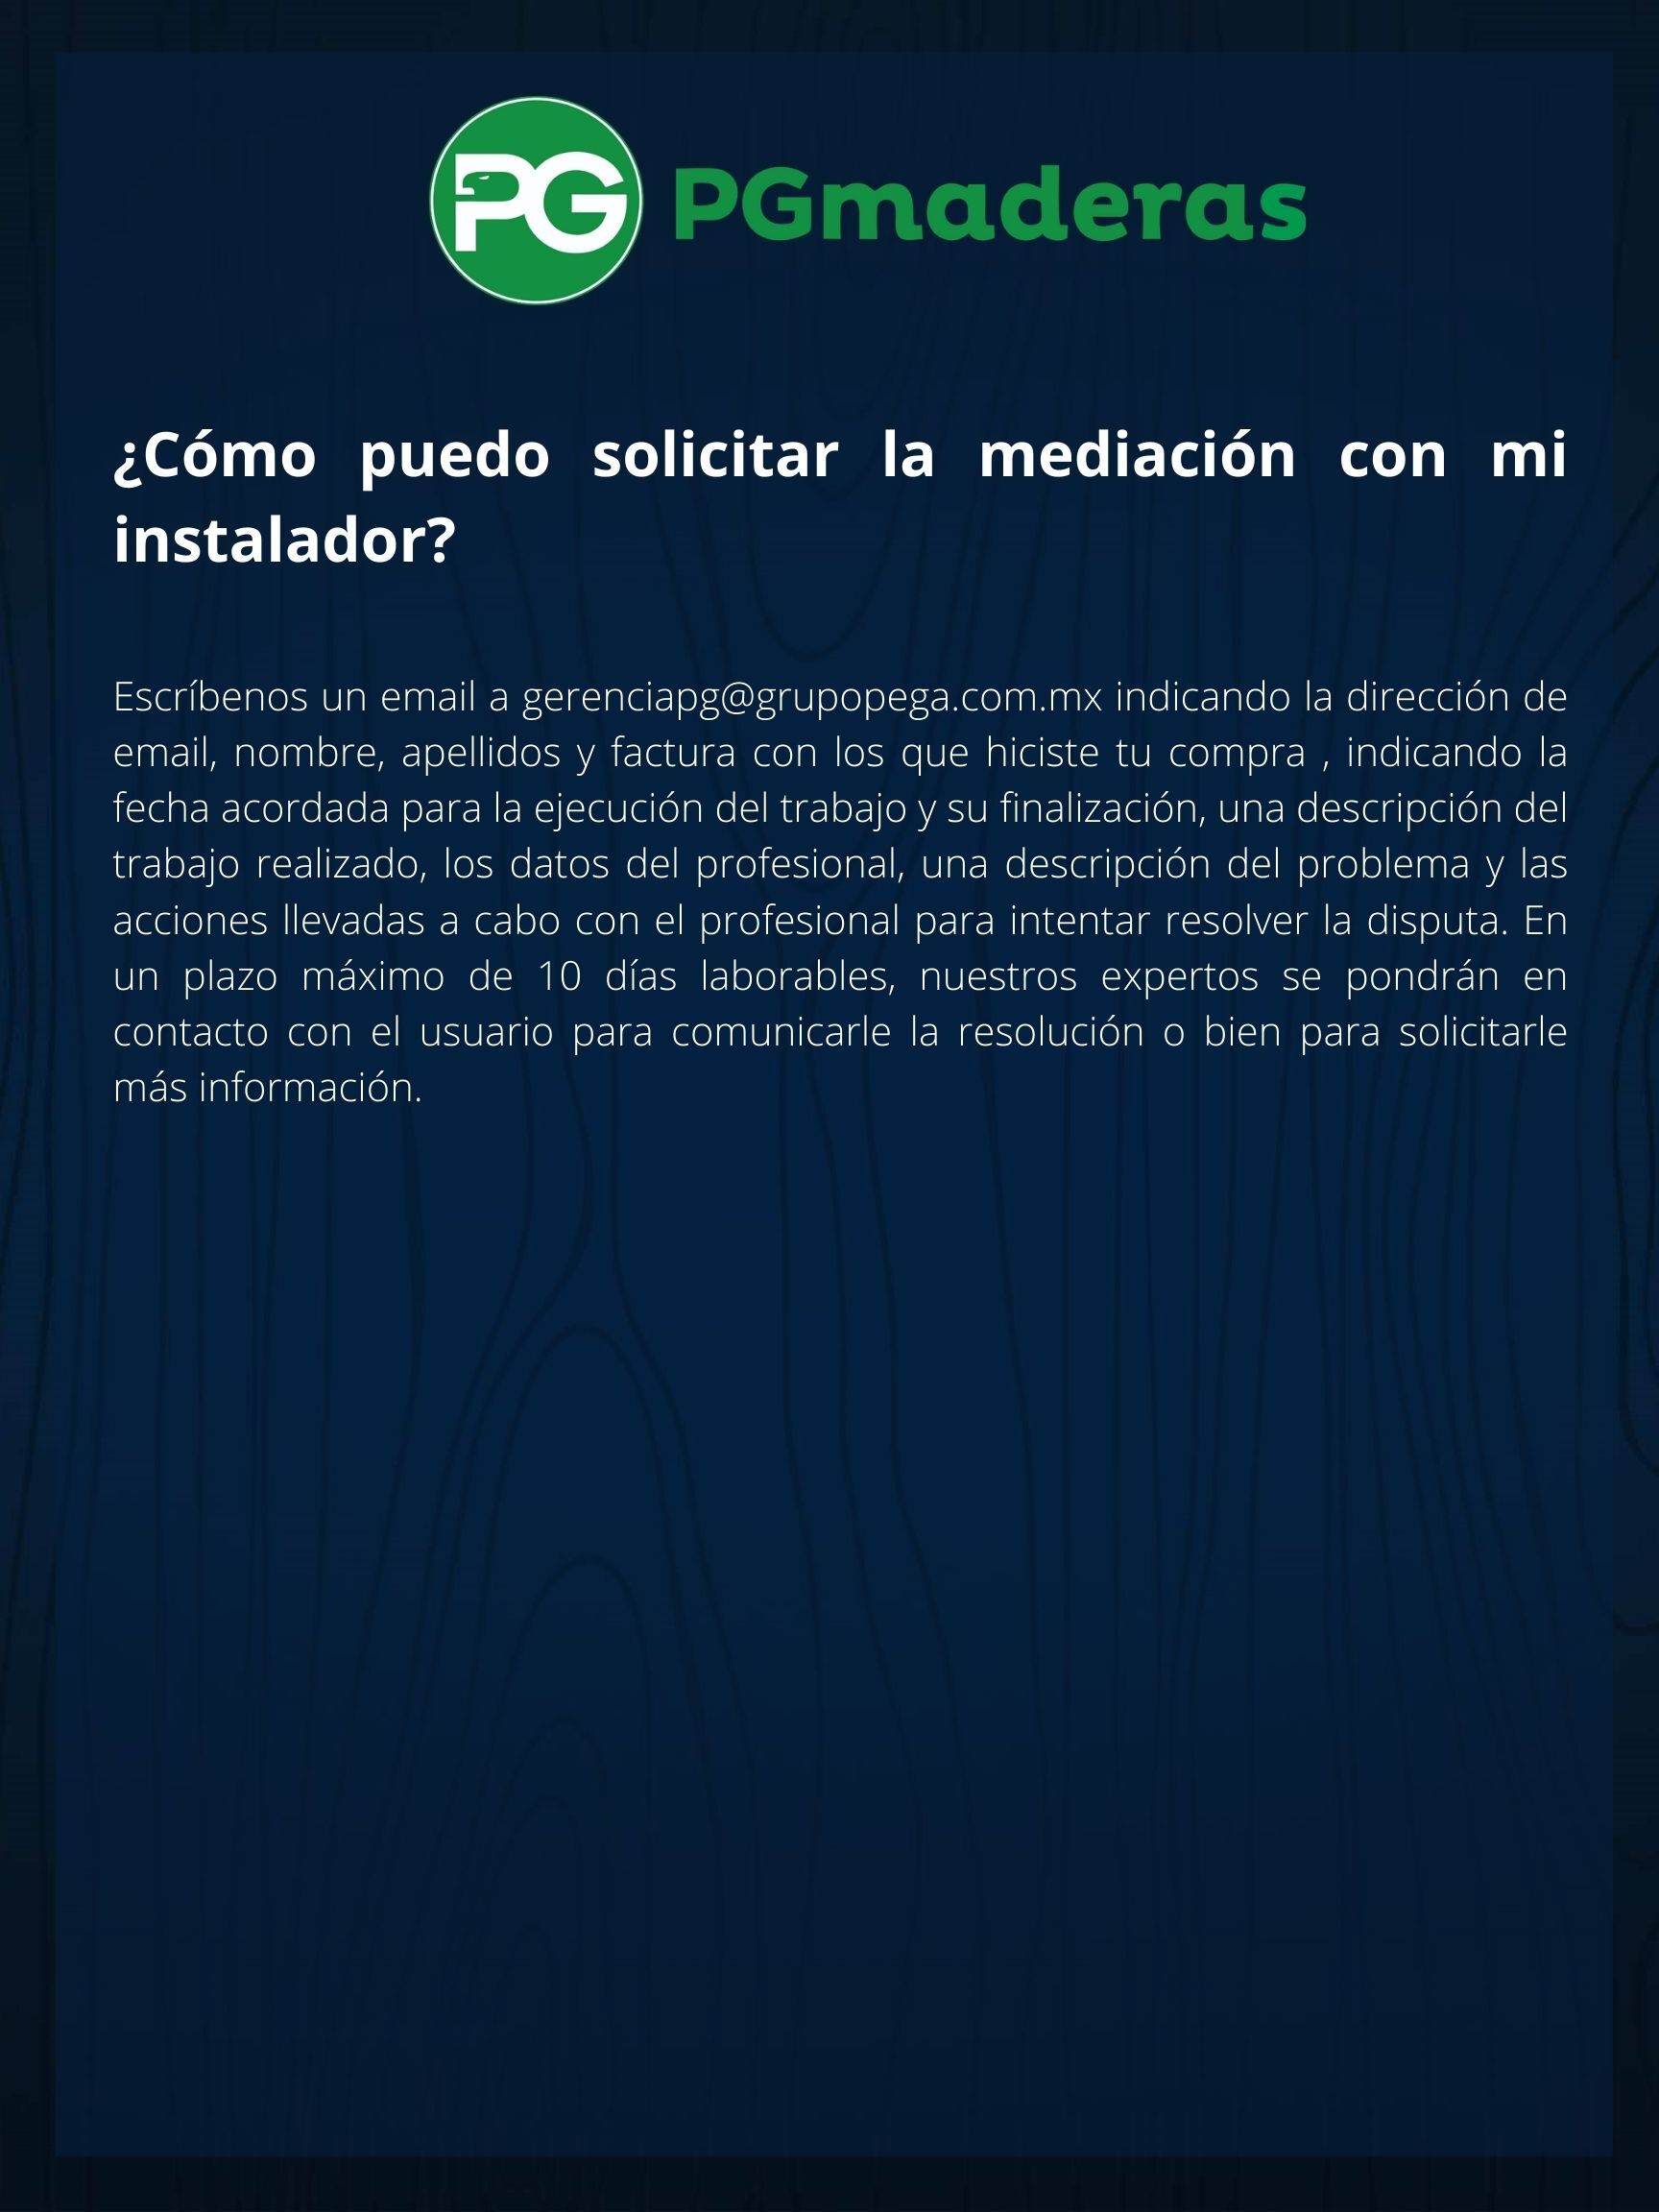 PG PGmaderas
¿Cómo puedo solicitar la mediación con mi
instalador?
Escríbenos un email a gerenciapg@grupopega.com.mx indicando la dirección de
email, nombre, apellidos y factura con los que hiciste tu compra , indicando la
fecha acordada para la ejecución del trabajo y su finalización, una descripción del
trabajo realizado, los datos del profesional, una descripción del problema y las
acciones llevadas a cabo con el profesional para intentar resolver la disputa. En
un plazo máximo de 10 días laborables, nuestros expertos se pondrán en
contacto con el usuario para comunicarle la resolución o bien para solicitarle
más información.